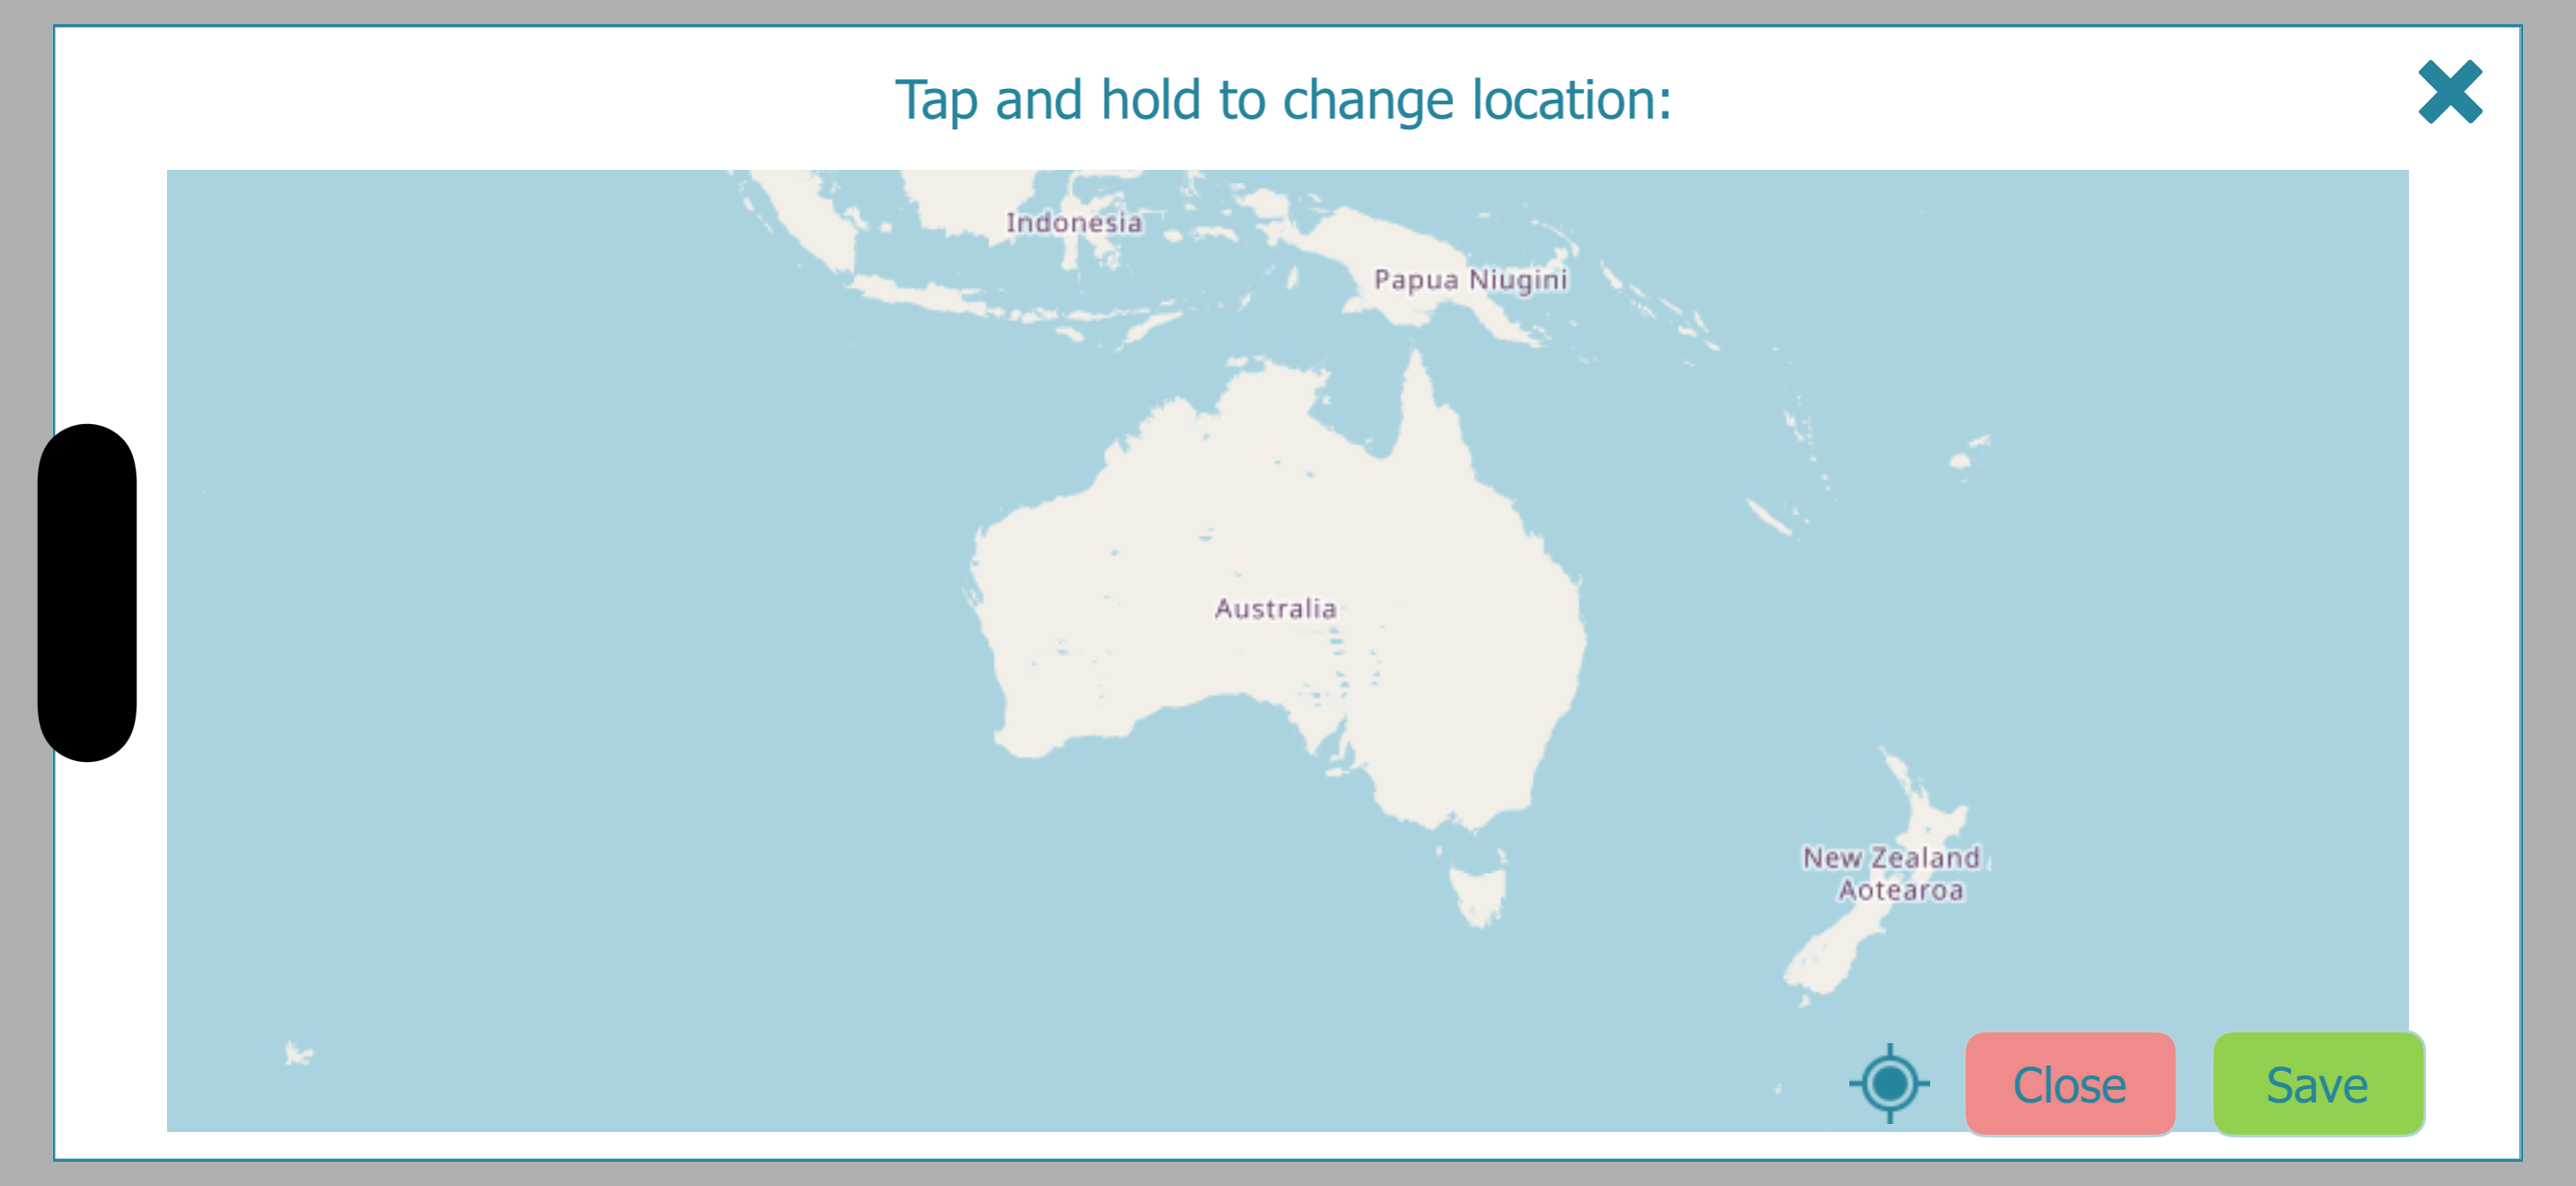 Tap and hold to change location:
Indonesia
Papua Niugini
Australia
New Zealand
Aotearoa
Close
Save